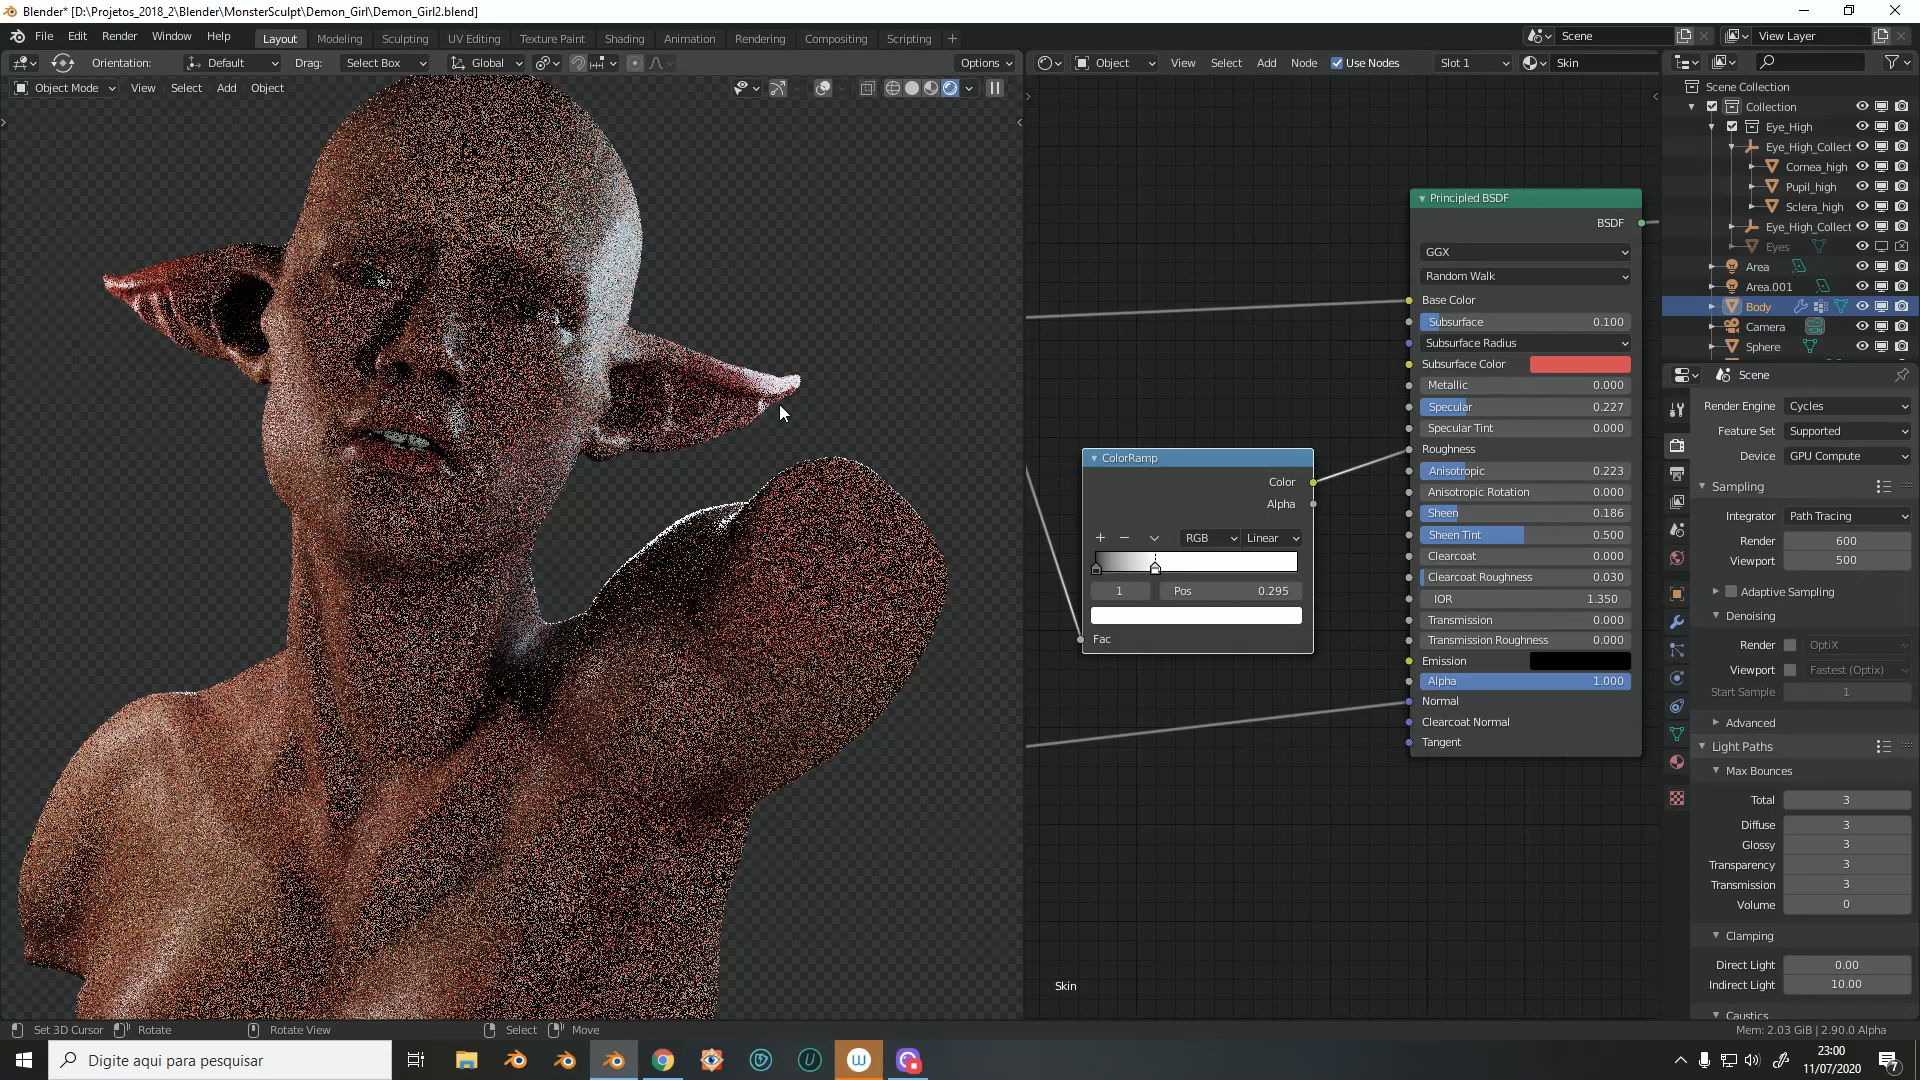 Blender* [D:\Projetos_2018_2\Blender\MonsterSculpt\Demon_Girl\Demon_Girl2.blend]
File Edit Render Window Help Layout Modeling Sculpting UV Editing Texture Paint Shading Animation Rendering Compositing Scripting Scene View Layer
Orientation: Default Drag: Select Box Global Options
Object View Select Add Node Use Nodes Slot 1 Skin
Object Mode View Select Add Object
Scene Collection
Collection
Eye_High
Eye_High_Collect
Cornea_high
Pupil_high
Sclera_high
Eye_High_Collect
Eyes
Area
Area.001
Body
Camera
Sphere
Principled BSDF
BSDF
GGX
Random Walk
Base Color
Subsurface 0.100
Subsurface Radius
Subsurface Color
Metallic 0.000
Specular 0.227
Specular Tint 0.000
Roughness
Anisotropic 0.223
Anisotropic Rotation 0.000
Sheen 0.186
Sheen Tint 0.500
Clearcoat 0.000
Clearcoat Roughness 0.030
IOR 1.350
Transmission 0.000
Transmission Roughness 0.000
Emission
Alpha 1.000
Normal
Clearcoat Normal
Tangent
ColorRamp
Color
Alpha
RGB Linear
1 Pos 0.295
Fac
Skin
Scene
Render Engine Cycles
Feature Set Supported
Device GPU Compute
Sampling
Integrator Path Tracing
Render 600
Viewport 500
Adaptive Sampling
Denoising
Render OptiX
Viewport Fastest (Optix)
Start Sample 1
Advanced
Light Paths
Max Bounces
Total 3
Diffuse 3
Glossy 3
Transparency 3
Transmission 3
Volume 0
Clamping
Direct Light 0.00
Indirect Light 10.00
Caustics
Set 3D Cursor Rotate Rotate View Select Move Mem: 2.03 GiB | 2.90.0 Alpha
Digite aqui para pesquisar
23:00
11/07/2020
7